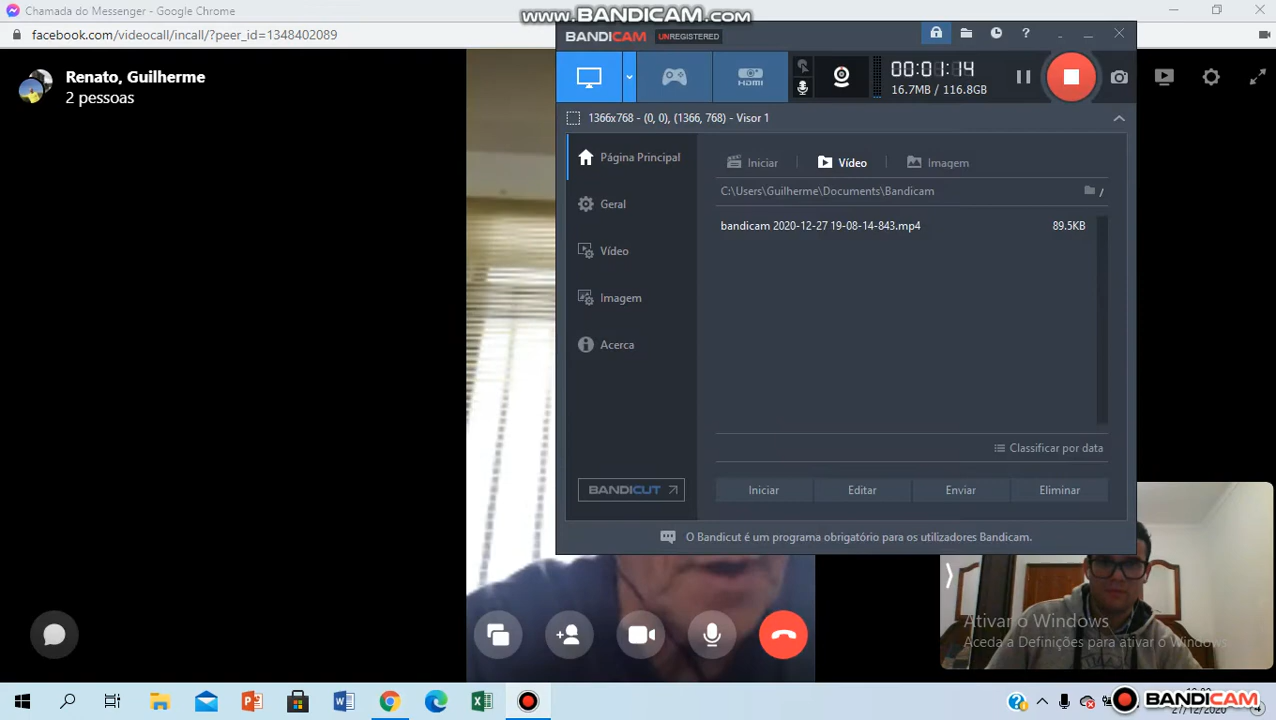 Chamada do Messenger - Google Chrome
www.BANDICAM.com
facebook.com/videocall/incall/?peer_id=1348402089
BANDICAM UNREGISTERED
Renato, Guilherme
2 pessoas
HDMI
00:01:14
16.7MB / 116.8GB
1366x768 - (0, 0), (1366, 768) - Visor 1
Página Principal
Geral
Vídeo
Imagem
Acerca
BANDICUT
Iniciar
Vídeo
Imagem
C:\Users\Guilherme\Documents\Bandicam
/
bandicam 2020-12-27 19-08-14-843.mp4 89.5KB
Classificar por data
Iniciar Editar Enviar Eliminar
O Bandicut é um programa obrigatório para os utilizadores Bandicam.
Ativar o Windows
Aceda a Definições para ativar o Windows.
BANDICAM
27/12/2020